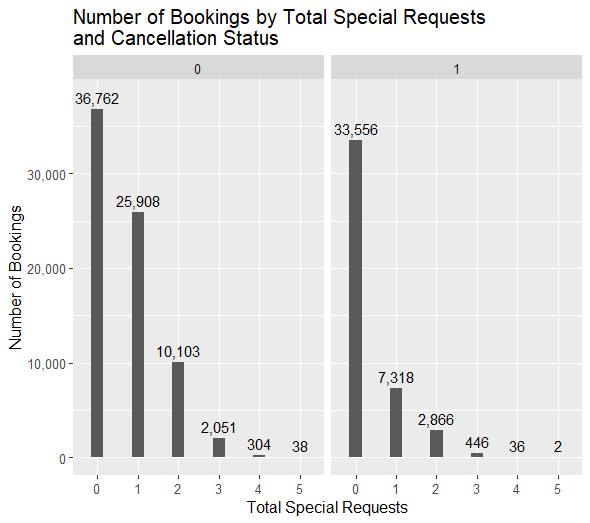 Number of Bookings by Total Special Requests
and Cancellation Status
0 1
36,762 33,556
25,908
10,103 7,318
2,051 2,866
304 446
38 36 2
Number of Bookings
30,000
20,000
10,000
0
0 1 2 3 4 5 0 1 2 3 4 5
Total Special Requests